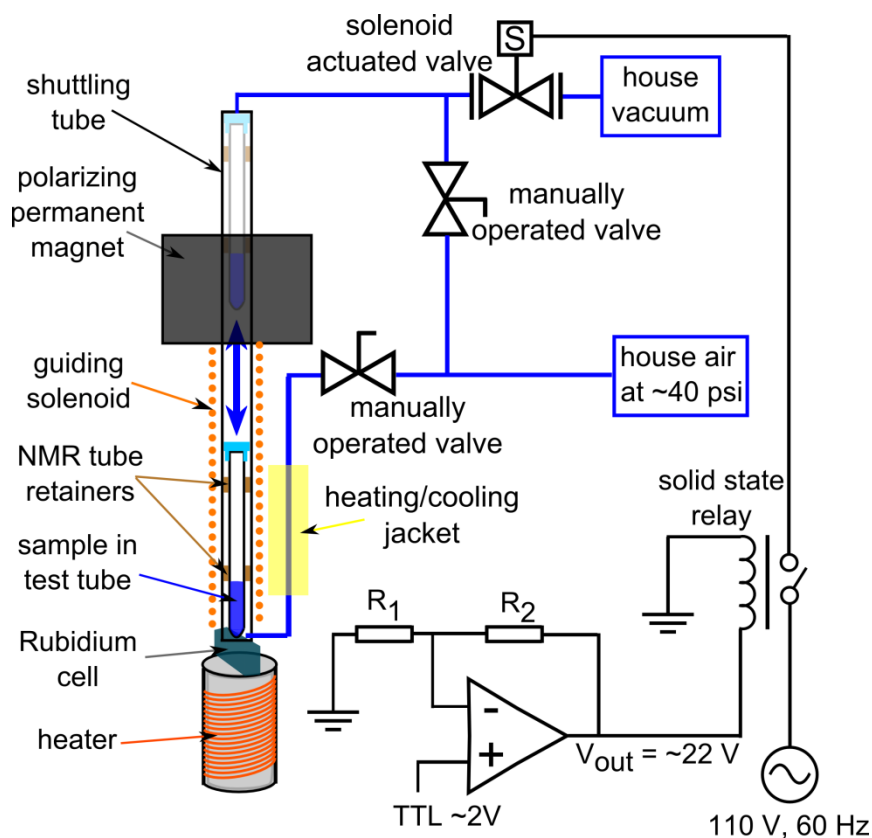 solenoid
actuated valve
S
house
vacuum
shuttling
tube
polarizing
permanent
magnet
manually
operated valve
guiding
solenoid
house air
at ~40 psi
manually
operated valve
NMR tube
retainers
heating/cooling
jacket
solid state
relay
sample in
test tube
R1
R2
Rubidium
cell
heater
-
+
Vout = ~22 V
TTL ~2V
110 V, 60 Hz